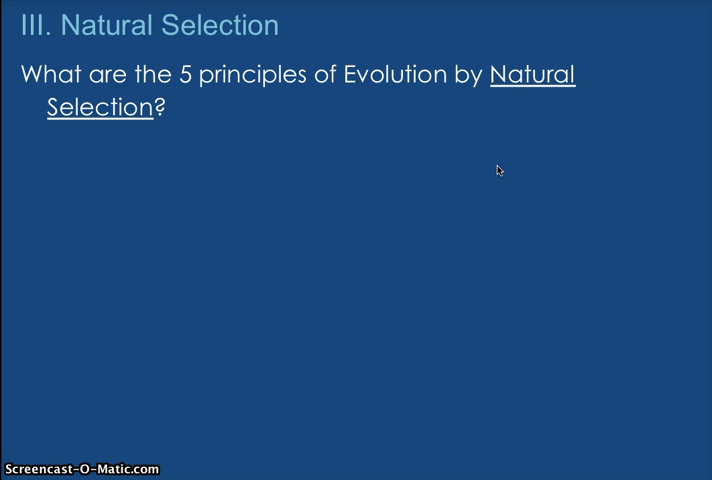 III. Natural Selection
What are the 5 principles of Evolution by Natural
Selection?
Screencast-O-Matic.com